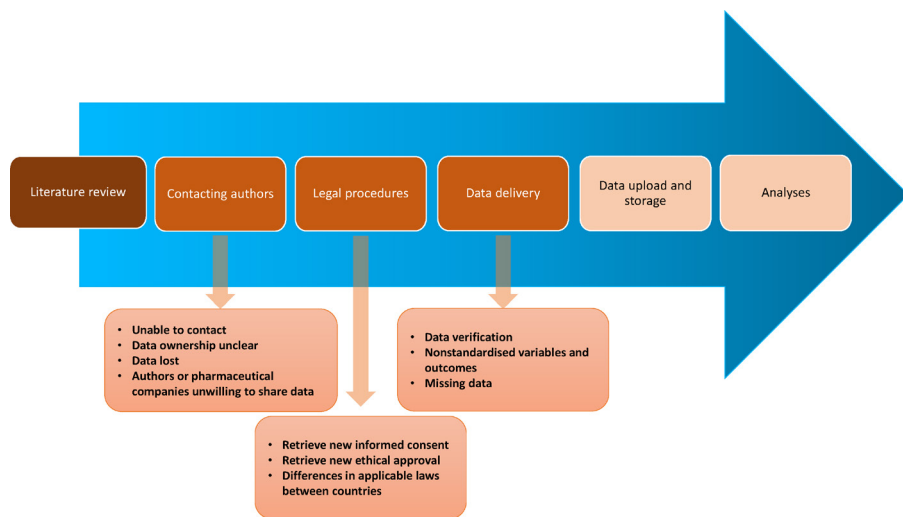 Literature review
Contacting authors
Legal procedures
Data delivery
Data upload and
storage
Analyses
• Unable to contact
• Data ownership unclear
• Data lost
• Authors or pharmaceutical
companies unwilling to share data
• Data verification
• Nonstandardised variables and
outcomes
• Missing data
• Retrieve new informed consent
• Retrieve new ethical approval
• Differences in applicable laws
between countries